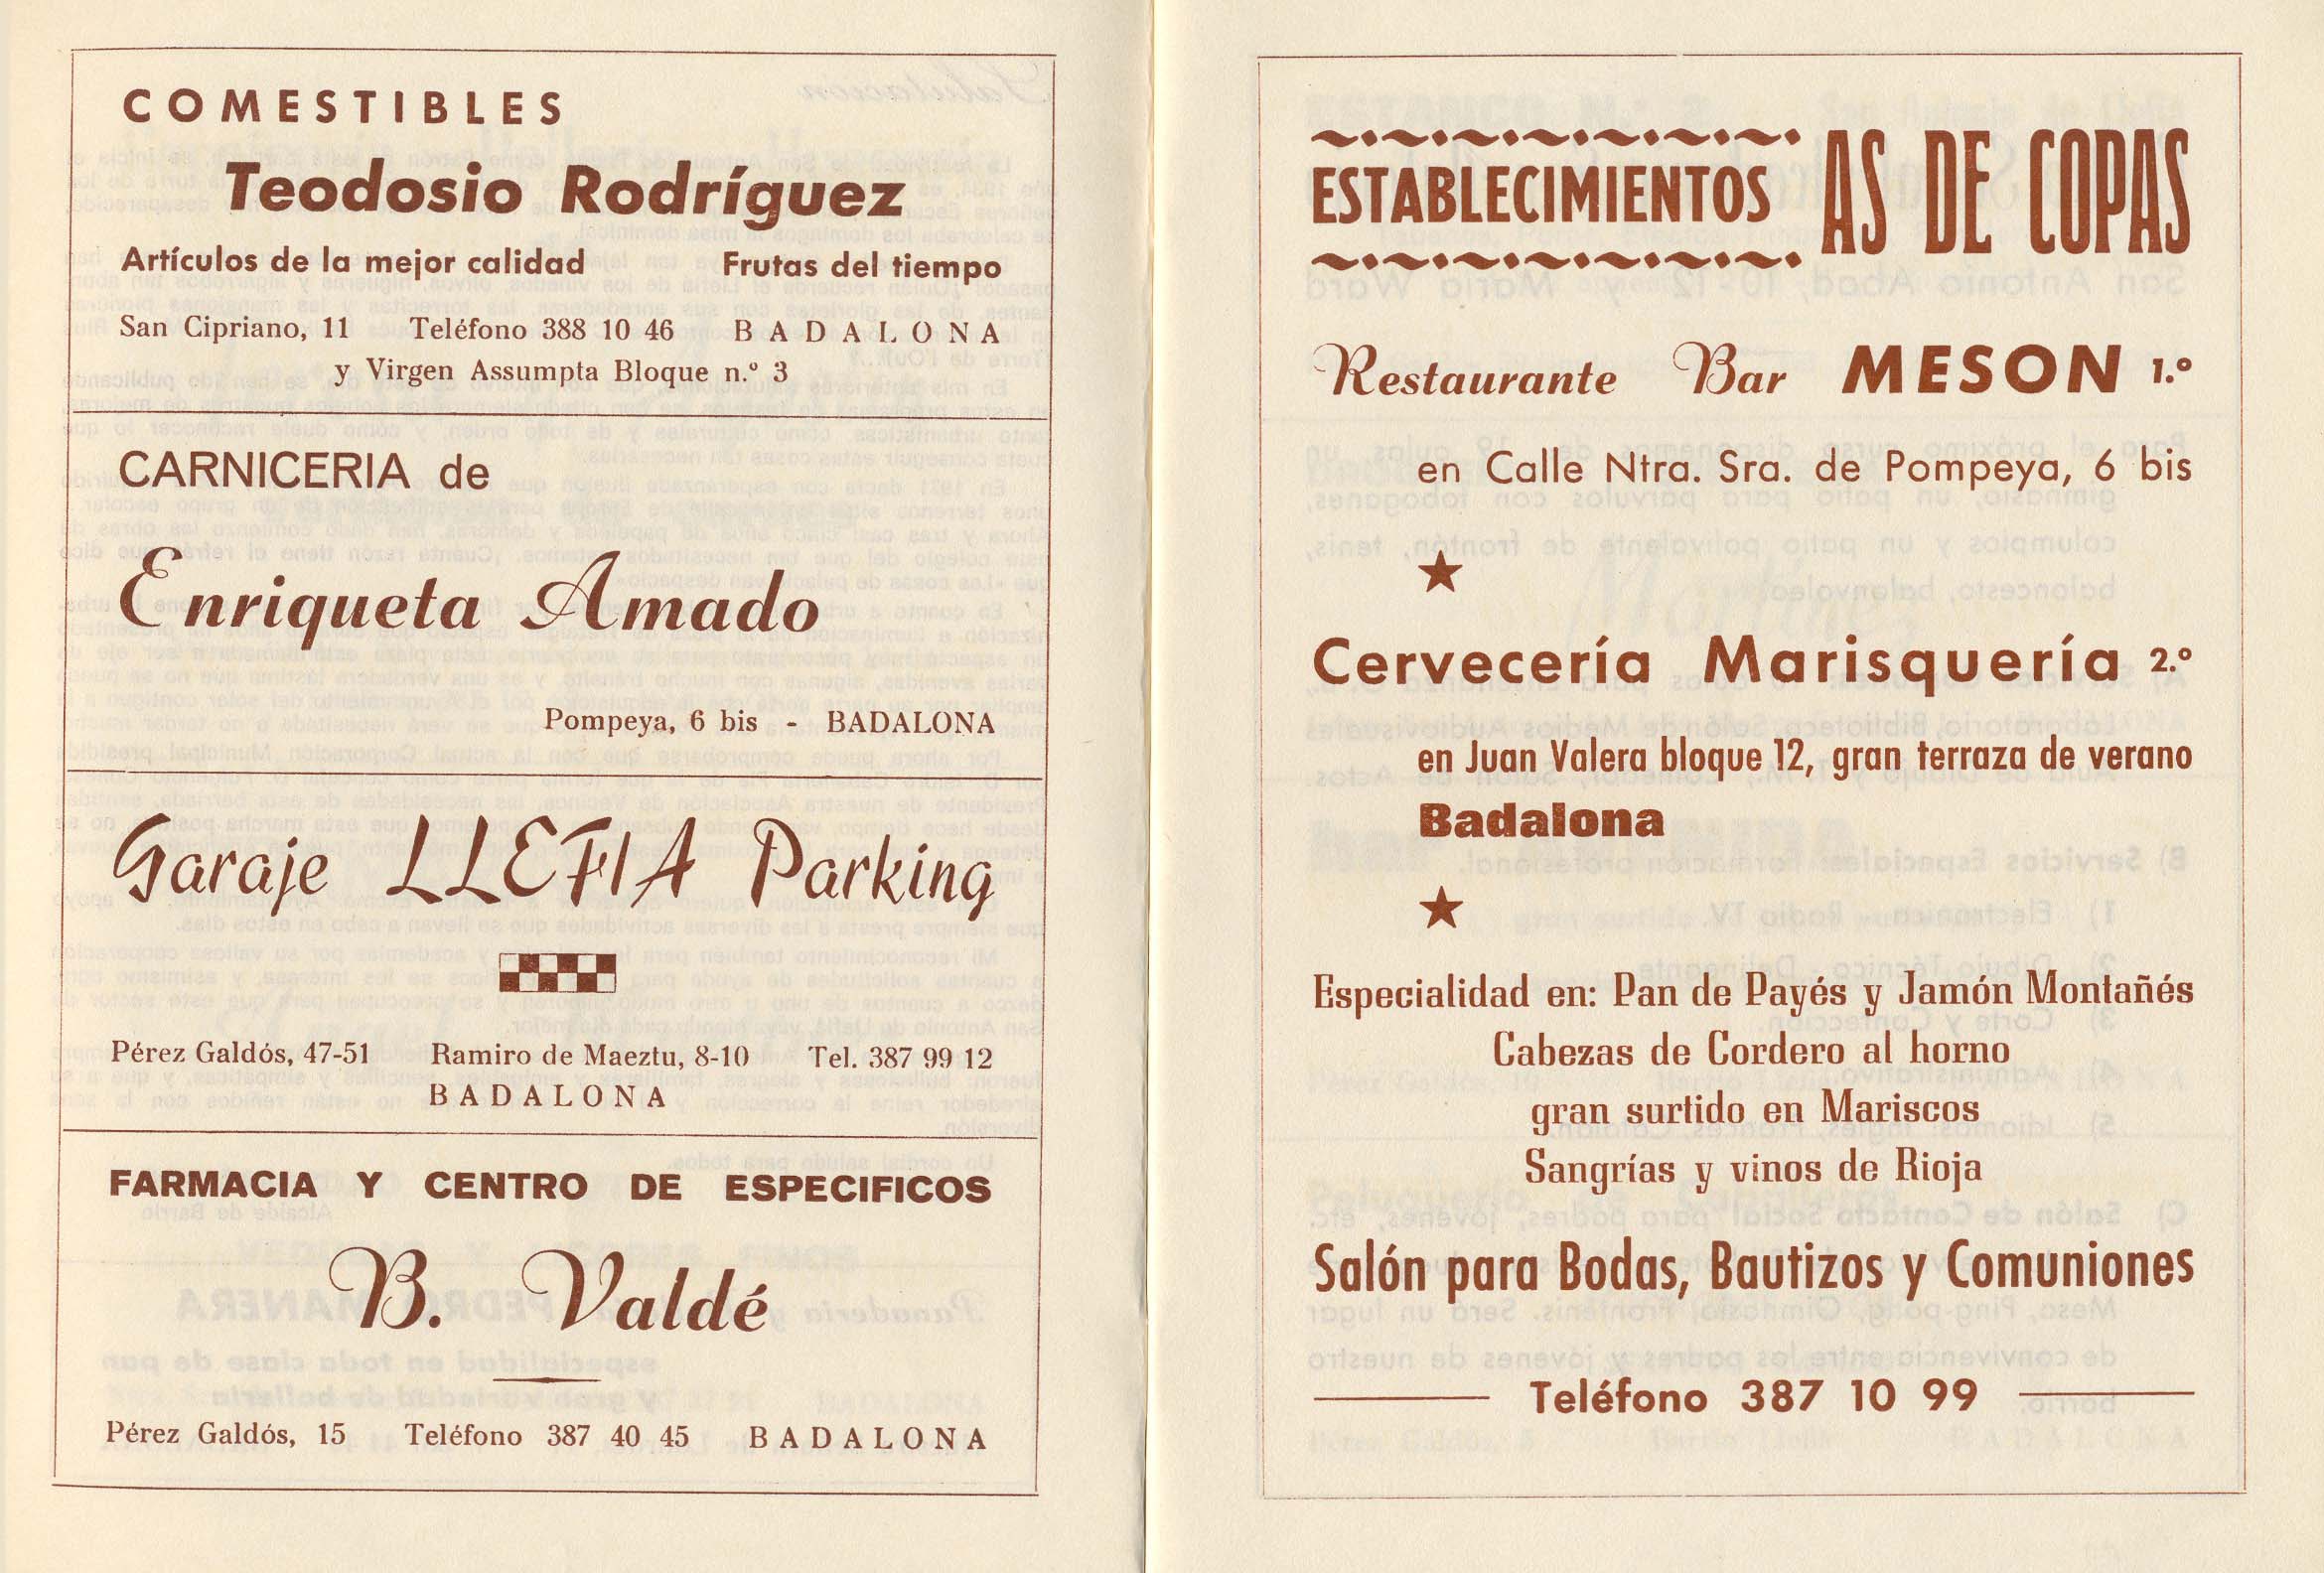 COMESTIBLES
Teodosio Rodríguez
Artículos de la mejor calidad Frutas del tiempo
San Cipriano, 11 Teléfono 388 10 46 BADALONA
y Virgen Assumpta Bloque n.º 3
CARNICERIA de
Enriqueta Amado
Pompeya, 6 bis - BADALONA
Garaje LLEFIA Parking
Pérez Galdós, 47-51 Ramiro de Maeztu, 8-10 Tel. 387 99 12
BADALONA
FARMACIA Y CENTRO DE ESPECIFICOS
B. Valdé
Pérez Galdós, 15 Teléfono 387 40 45 BADALONA
ESTABLECIMIENTOS AS DE COPAS
Restaurante Bar MESON 1.º
en Calle Ntra. Sra. de Pompeya, 6 bis
Cervecería Marisquería 2.º
en Juan Valera bloque 12, gran terraza de verano
Badalona
Especialidad en: Pan de Payés y Jamón Montañés
Cabezas de Cordero al horno
gran surtido en Mariscos
Sangrías y vinos de Rioja
Salón para Bodas, Bautizos y Comuniones
Teléfono 387 10 99